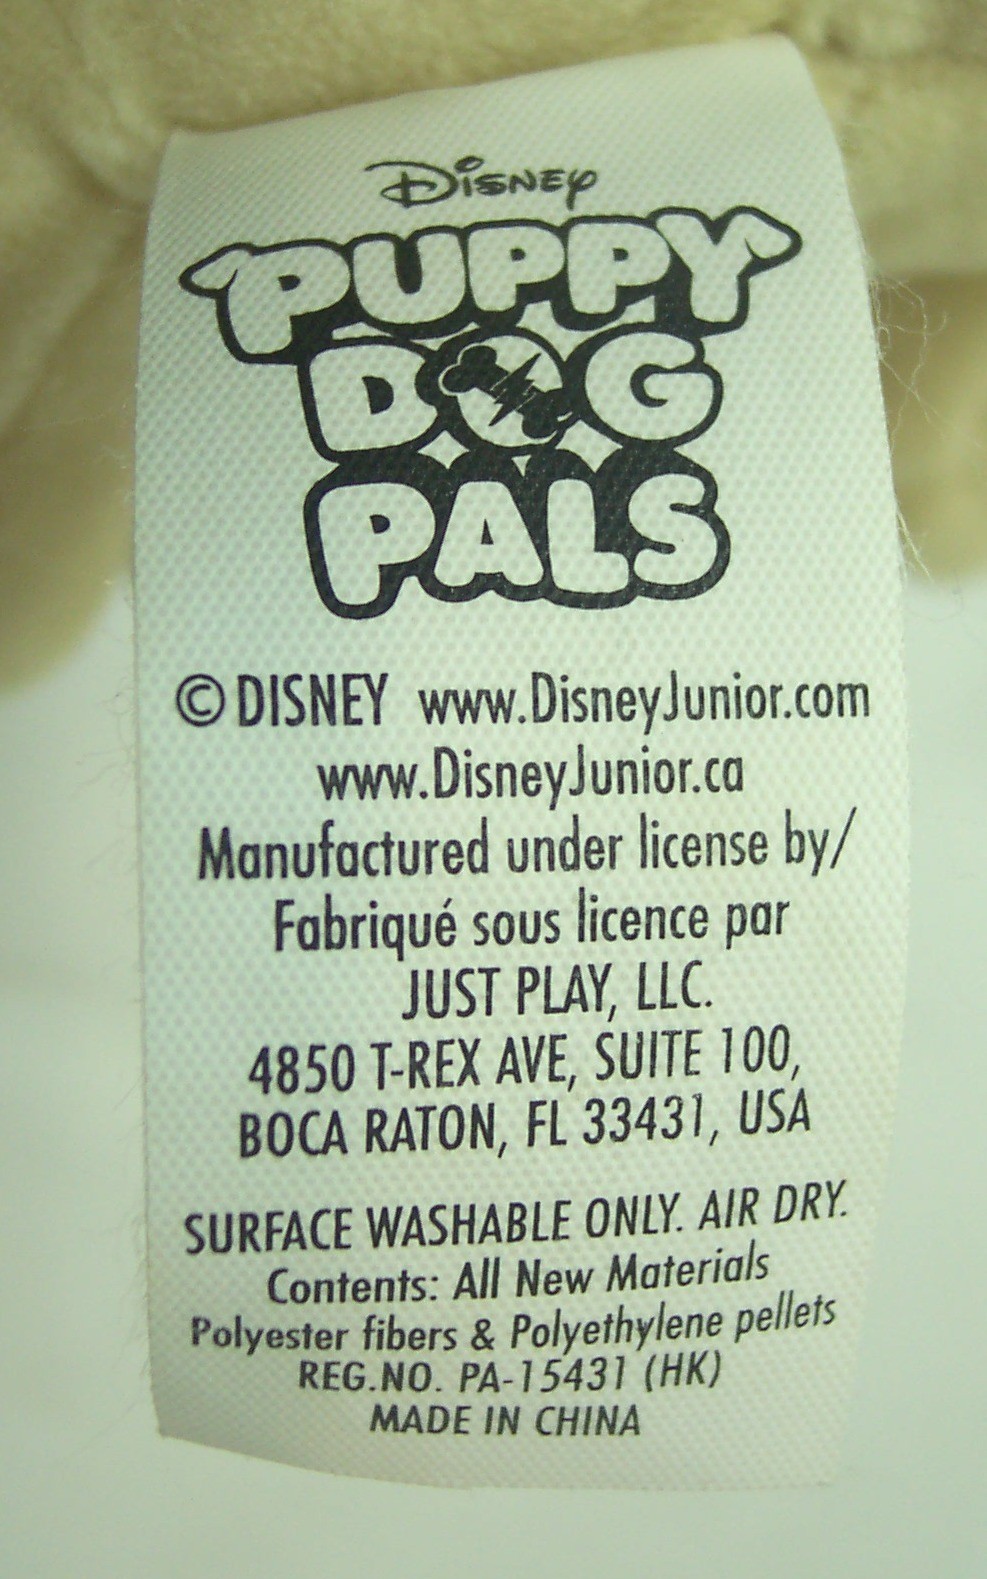 Disney
PUPPY
DOG
PALS
© DISNEY www.DisneyJunior.com
www.DisneyJunior.ca
Manufactured under license by/
Fabriqué sous licence par
JUST PLAY, LLC.
4850 T-REX AVE, SUITE 100,
BOCA RATON, FL 33431, USA
SURFACE WASHABLE ONLY. AIR DRY.
Contents: All New Materials
Polyester fibers & Polyethylene pellets
REG.NO. PA-15431 (HK)
MADE IN CHINA